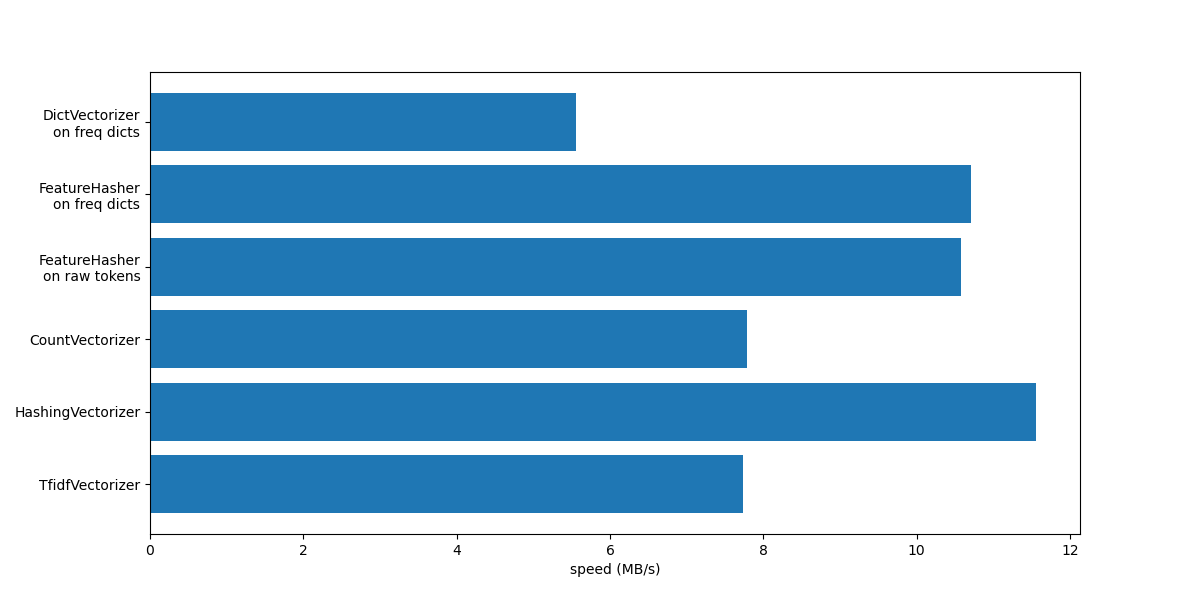 DictVectorizer
on freq dicts
FeatureHasher
on freq dicts
FeatureHasher
on raw tokens
CountVectorizer
HashingVectorizer
TfidfVectorizer
0 2 4 6 8 10 12
speed (MB/s)